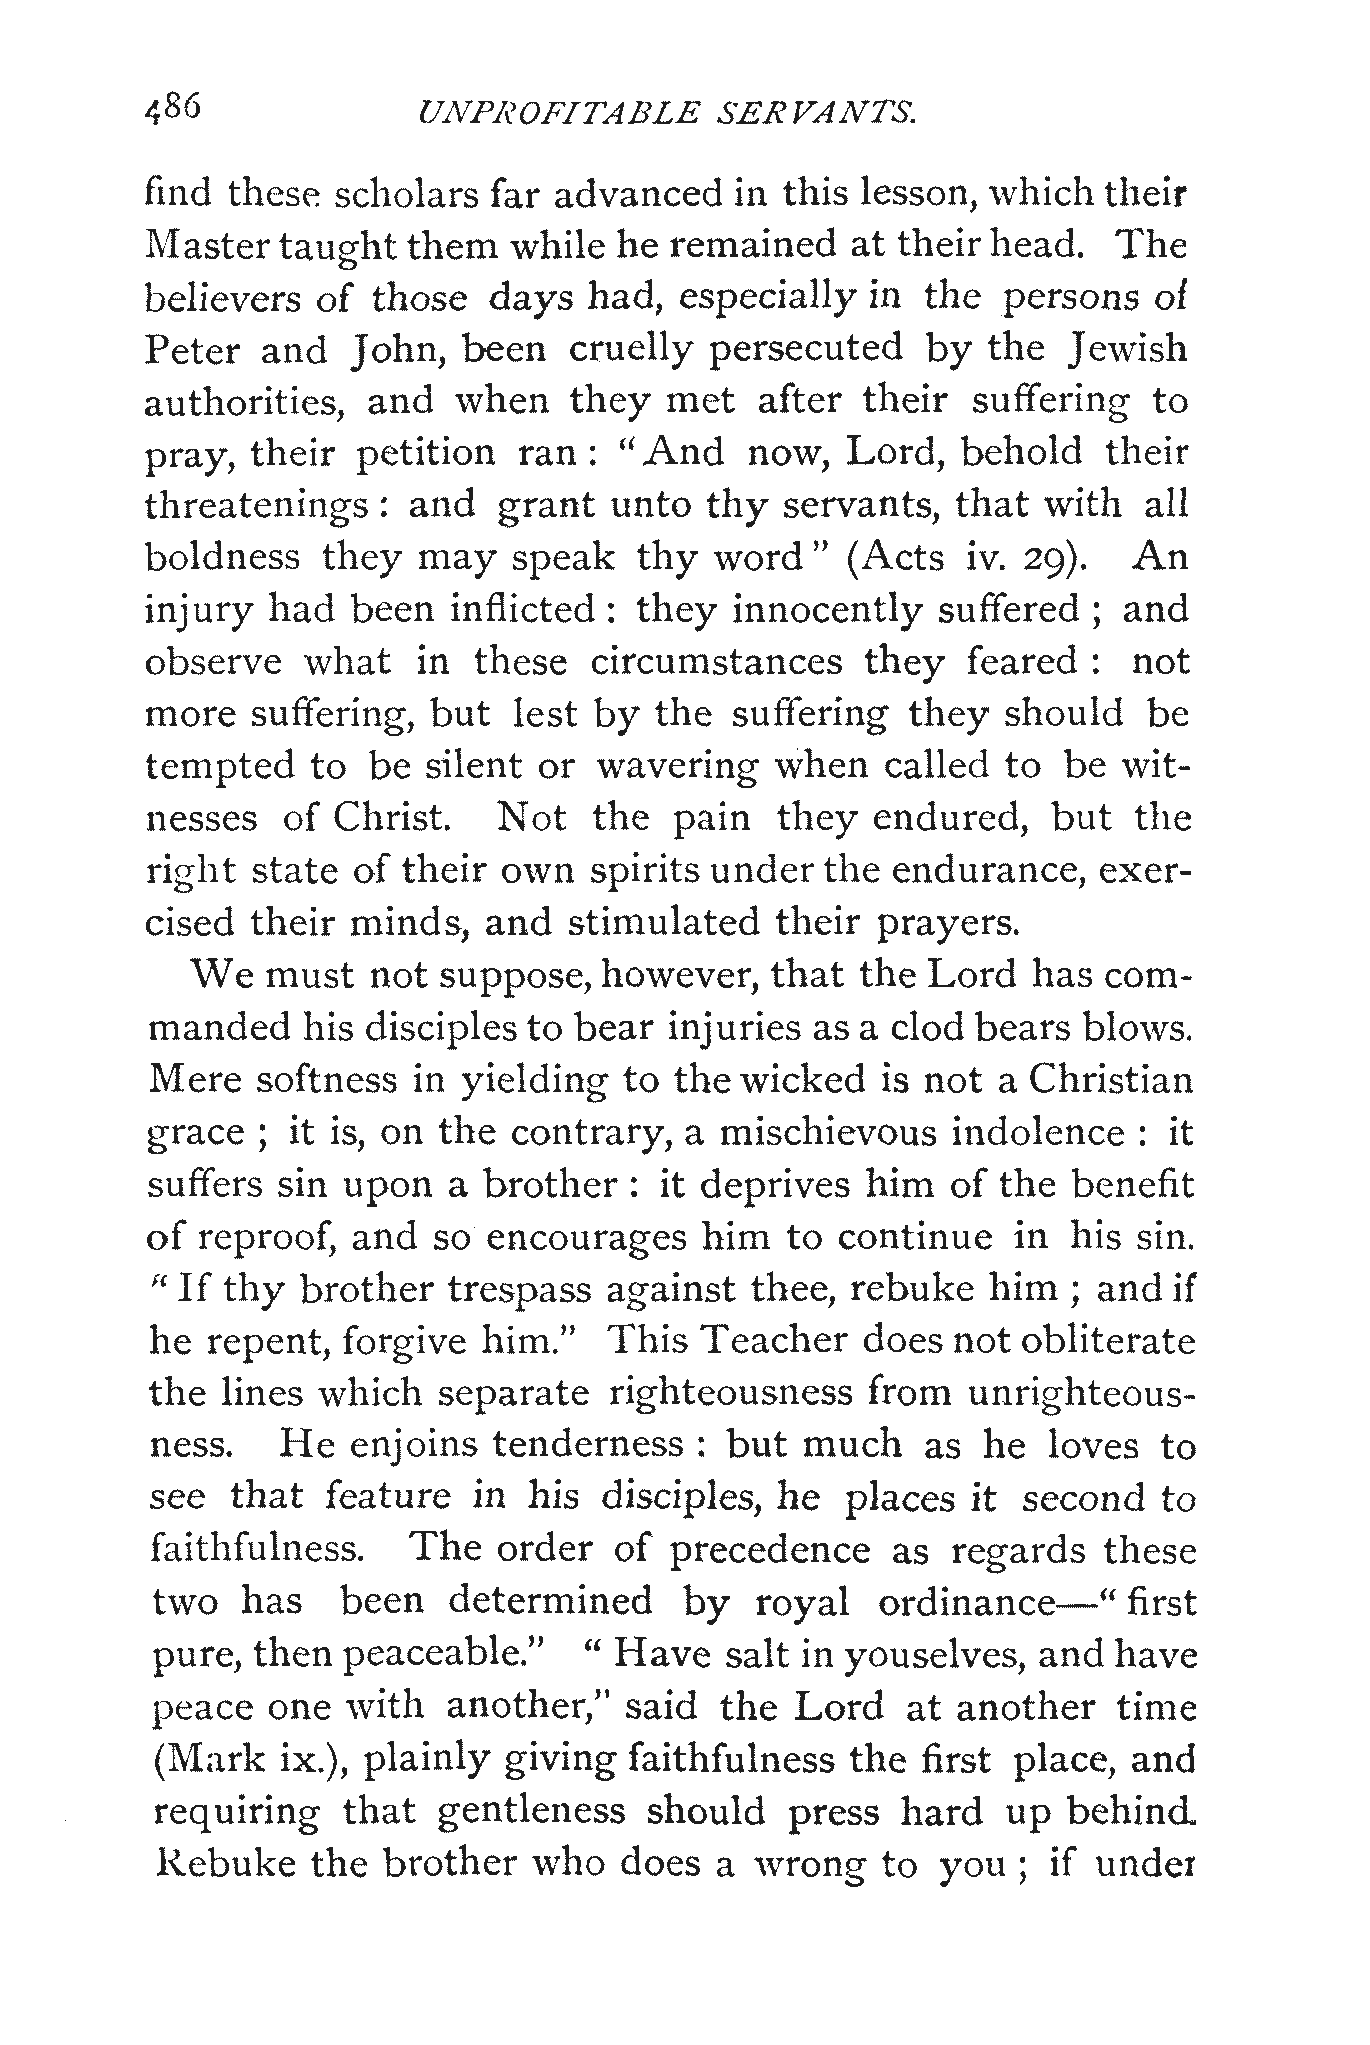 486 UNPROFITABLE SERVANTS.
find these scholars far advanced in this lesson, which their
Master taught them while he remained at their head. The
believers of those days had, especially in the persons of
Peter and John, been cruelly persecuted by the Jewish
authorities, and when they met after their suffering to
pray, their petition ran : “And now, Lord, behold their
threatenings : and grant unto thy servants, that with all
boldness they may speak thy word” (Acts iv. 29). An
injury had been inflicted : they innocently suffered ; and
observe what in these circumstances they feared : not
more suffering, but lest by the suffering they should be
tempted to be silent or wavering when called to be wit-
nesses of Christ. Not the pain they endured, but the
right state of their own spirits under the endurance, exer-
cised their minds, and stimulated their prayers.
We must not suppose, however, that the Lord has com-
manded his disciples to bear injuries as a clod bears blows.
Mere softness in yielding to the wicked is not a Christian
grace ; it is, on the contrary, a mischievous indolence : it
suffers sin upon a brother : it deprives him of the benefit
of reproof, and so encourages him to continue in his sin.
“ If thy brother trespass against thee, rebuke him ; and if
he repent, forgive him.” This Teacher does not obliterate
the lines which separate righteousness from unrighteous-
ness. He enjoins tenderness : but much as he loves to
see that feature in his disciples, he places it second to
faithfulness. The order of precedence as regards these
two has been determined by royal ordinance—“ first
pure, then peaceable.” “ Have salt in youselves, and have
peace one with another,” said the Lord at another time
(Mark ix.), plainly giving faithfulness the first place, and
requiring that gentleness should press hard up behind.
Rebuke the brother who does a wrong to you ; if under